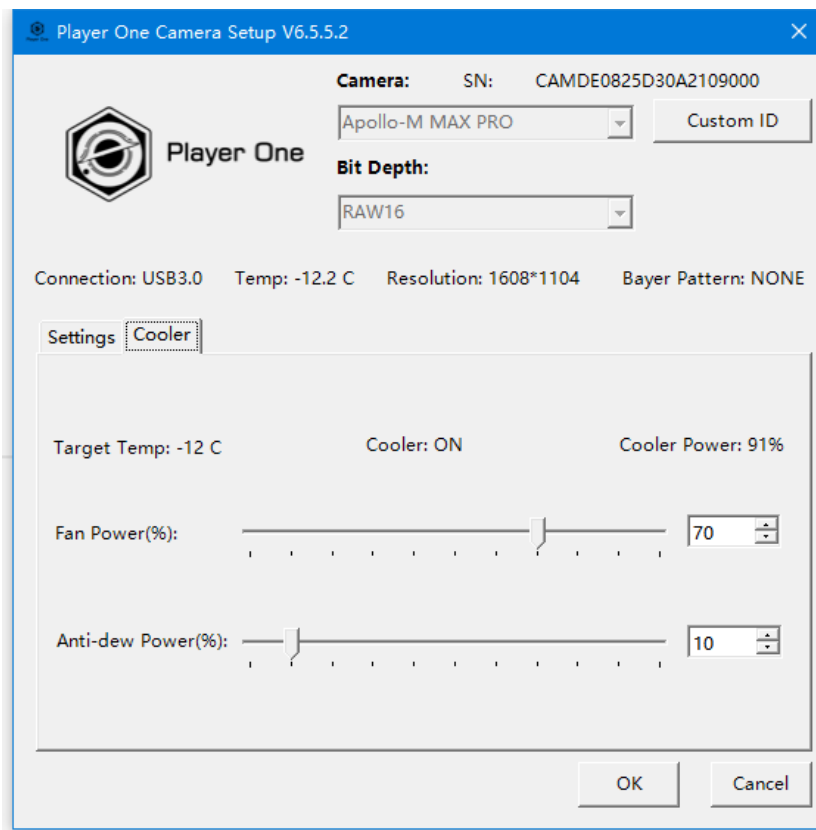 Player One Camera Setup V6.5.5.2
Camera: SN: CAMDE0825D30A2109000
Apollo-M MAX PRO Custom ID
Player One
Bit Depth:
RAW16
Connection: USB3.0 Temp: -12.2 C Resolution: 1608*1104 Bayer Pattern: NONE
Settings Cooler
Target Temp: -12 C Cooler: ON Cooler Power: 91%
Fan Power(%): 70
Anti-dew Power(%): 10
OK Cancel